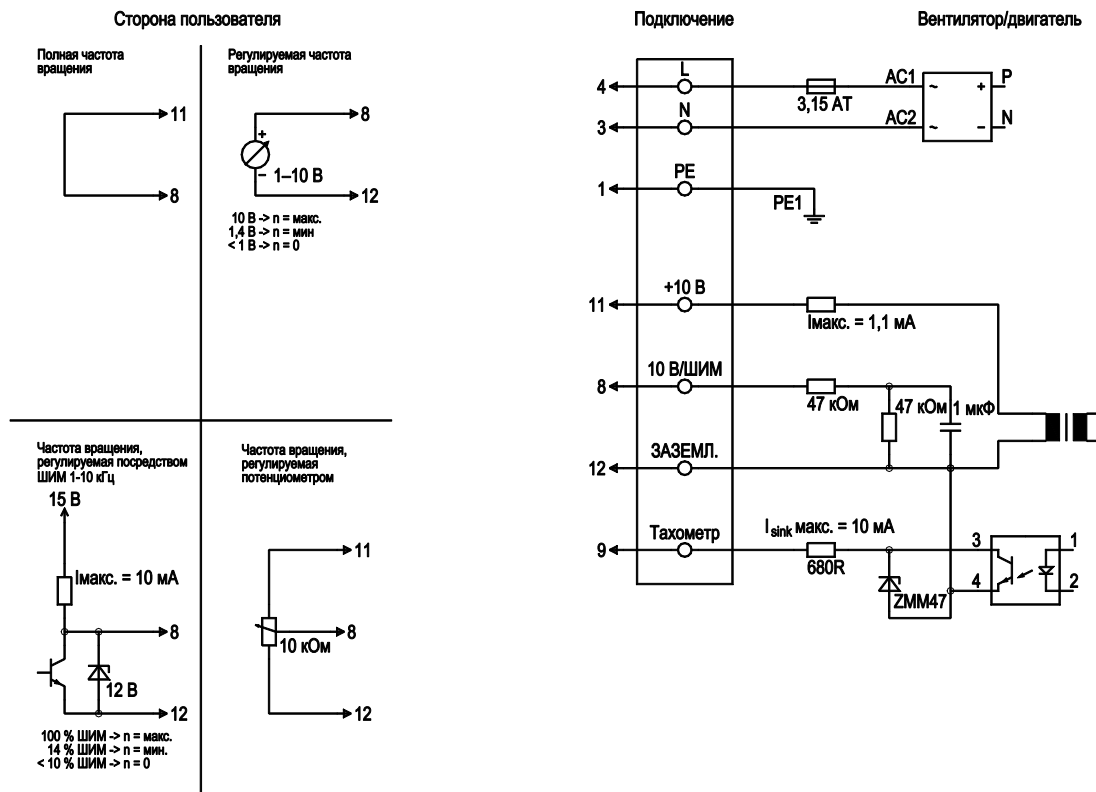 Сторона пользователя
Полная частота
вращения
11
8
Регулируемая частота
вращения
8
+
– 1–10 В
12
10 В -> n = макс.
1,4 В -> n = мин
< 1 В -> n = 0
Частота вращения,
регулируемая посредством
ШИМ 1-10 кГц
15 В
Iмакс. = 10 мА
8
12 В
12
100 % ШИМ -> n = макс.
14 % ШИМ -> n = мин.
< 10 % ШИМ -> n = 0
Частота вращения,
регулируемая
потенциометром
11
8
10 кОм
12
Подключение
Вентилятор/двигатель
4
L
3,15 АТ
AC1
~
+
P
3
N
AC2
~
–
N
1
PE
PE1
11
+10 В
Iмакс. = 1,1 мА
8
10 В/ШИМ
47 кОм
47 кОм
1 мкФ
12
ЗАЗЕМЛ.
9
Тахометр
Isink макс. = 10 мА
680R
ZMM47
3
4
1
2